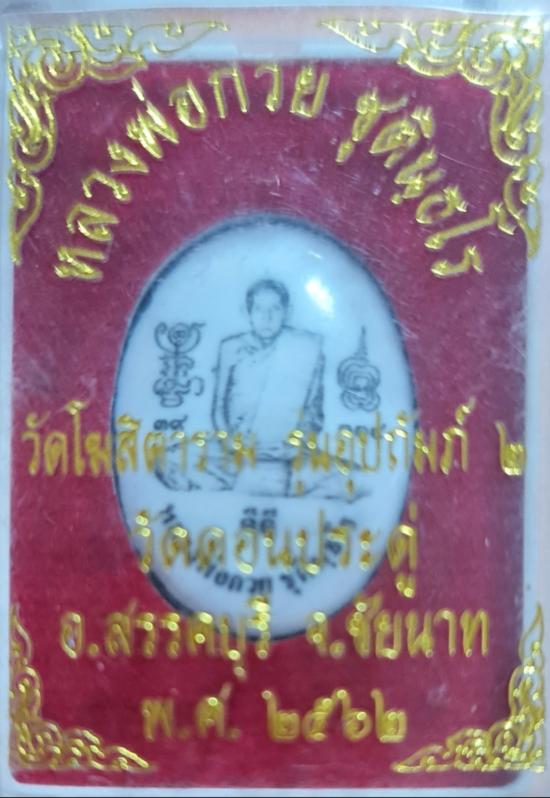 หลวงพ่อกวย ชุตินฺธโร
วัดโฆสิตาราม รุ่นอุปถัมภ์ ๒
วัดดอนประดู่
อ.สรรคบุรี จ.ชัยนาท
พ.ศ. ๒๕๖๒